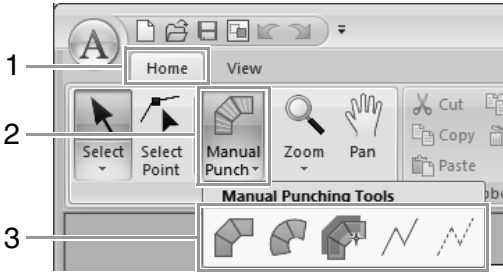 A
1
Home View
2
Select Select Point Manual Punch Zoom Pan Cut Copy Paste
Manual Punching Tools
3